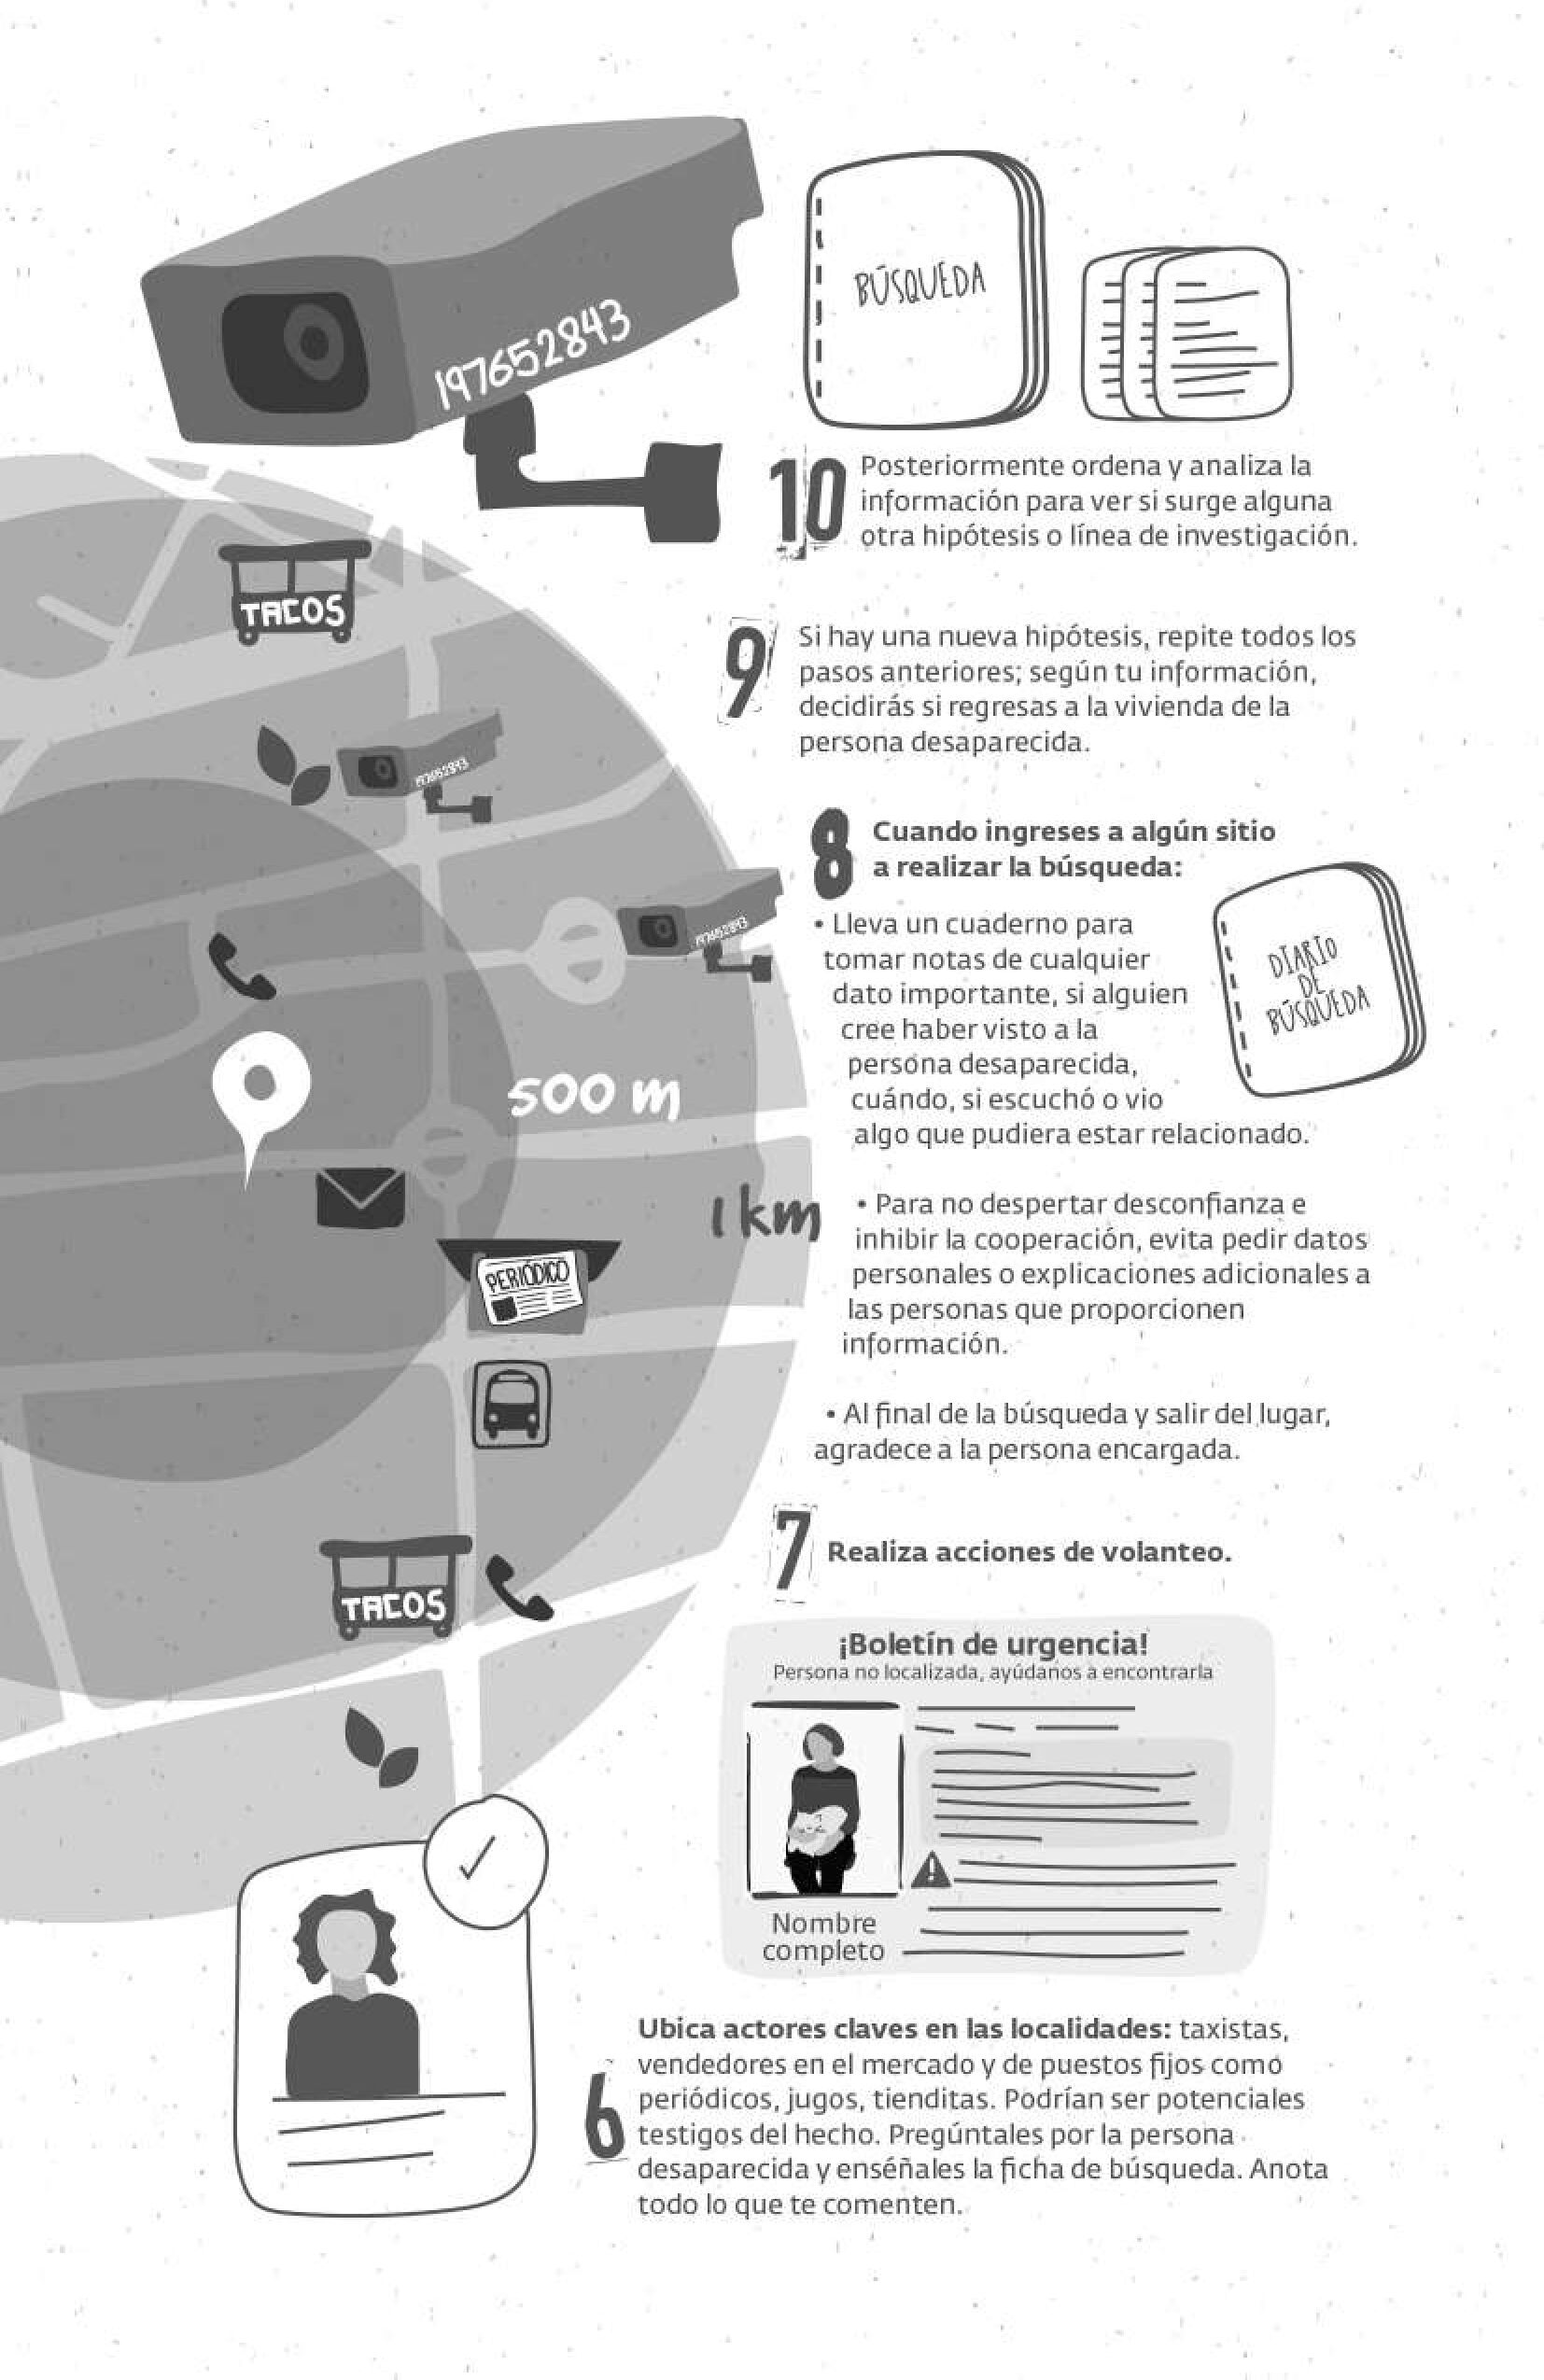 197652843
BÚSQUEDA
10
Posteriormente ordena y analiza la
información para ver si surge alguna
otra hipótesis o línea de investigación.
TACOS
9
Si hay una nueva hipótesis, repite todos los
pasos anteriores; según tu información,
decidirás si regresas a la vivienda de la
persona desaparecida.
197652843
8
Cuando ingreses a algún sitio
a realizar la búsqueda:
197652843
• Lleva un cuaderno para
tomar notas de cualquier
dato importante, si alguien
cree haber visto a la
persona desaparecida,
cuándo, si escuchó o vio
algo que pudiera estar relacionado.
DIARIO
DE
BÚSQUEDA
500 m
1 km
• Para no despertar desconfianza e
inhibir la cooperación, evita pedir datos
personales o explicaciones adicionales a
las personas que proporcionen
información.
PERIÓDICO
• Al final de la búsqueda y salir del lugar,
agradece a la persona encargada.
7
Realiza acciones de volanteo.
TACOS
¡Boletín de urgencia!
Persona no localizada, ayúdanos a encontrarla
Nombre
completo
6
Ubica actores claves en las localidades: taxistas,
vendedores en el mercado y de puestos fijos como
periódicos, jugos, tienditas. Podrían ser potenciales
testigos del hecho. Pregúntales por la persona
desaparecida y enséñales la ficha de búsqueda. Anota
todo lo que te comenten.